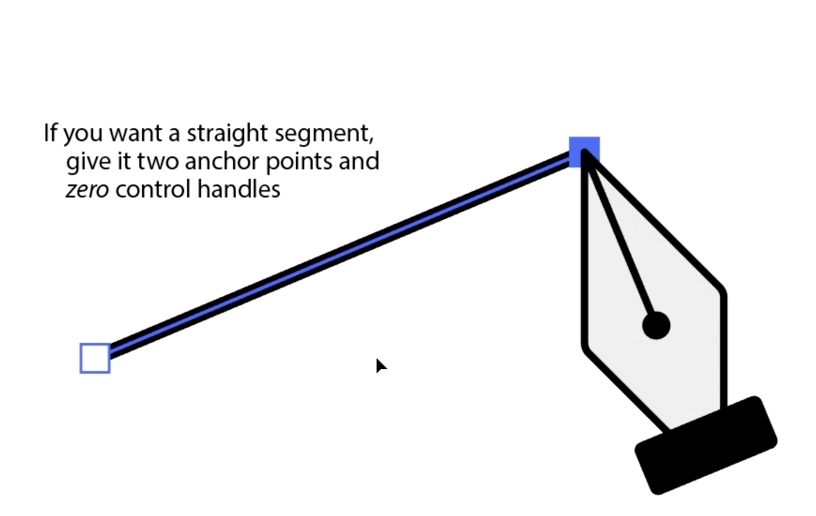 If you want a straight segment,
give it two anchor points and
zero control handles